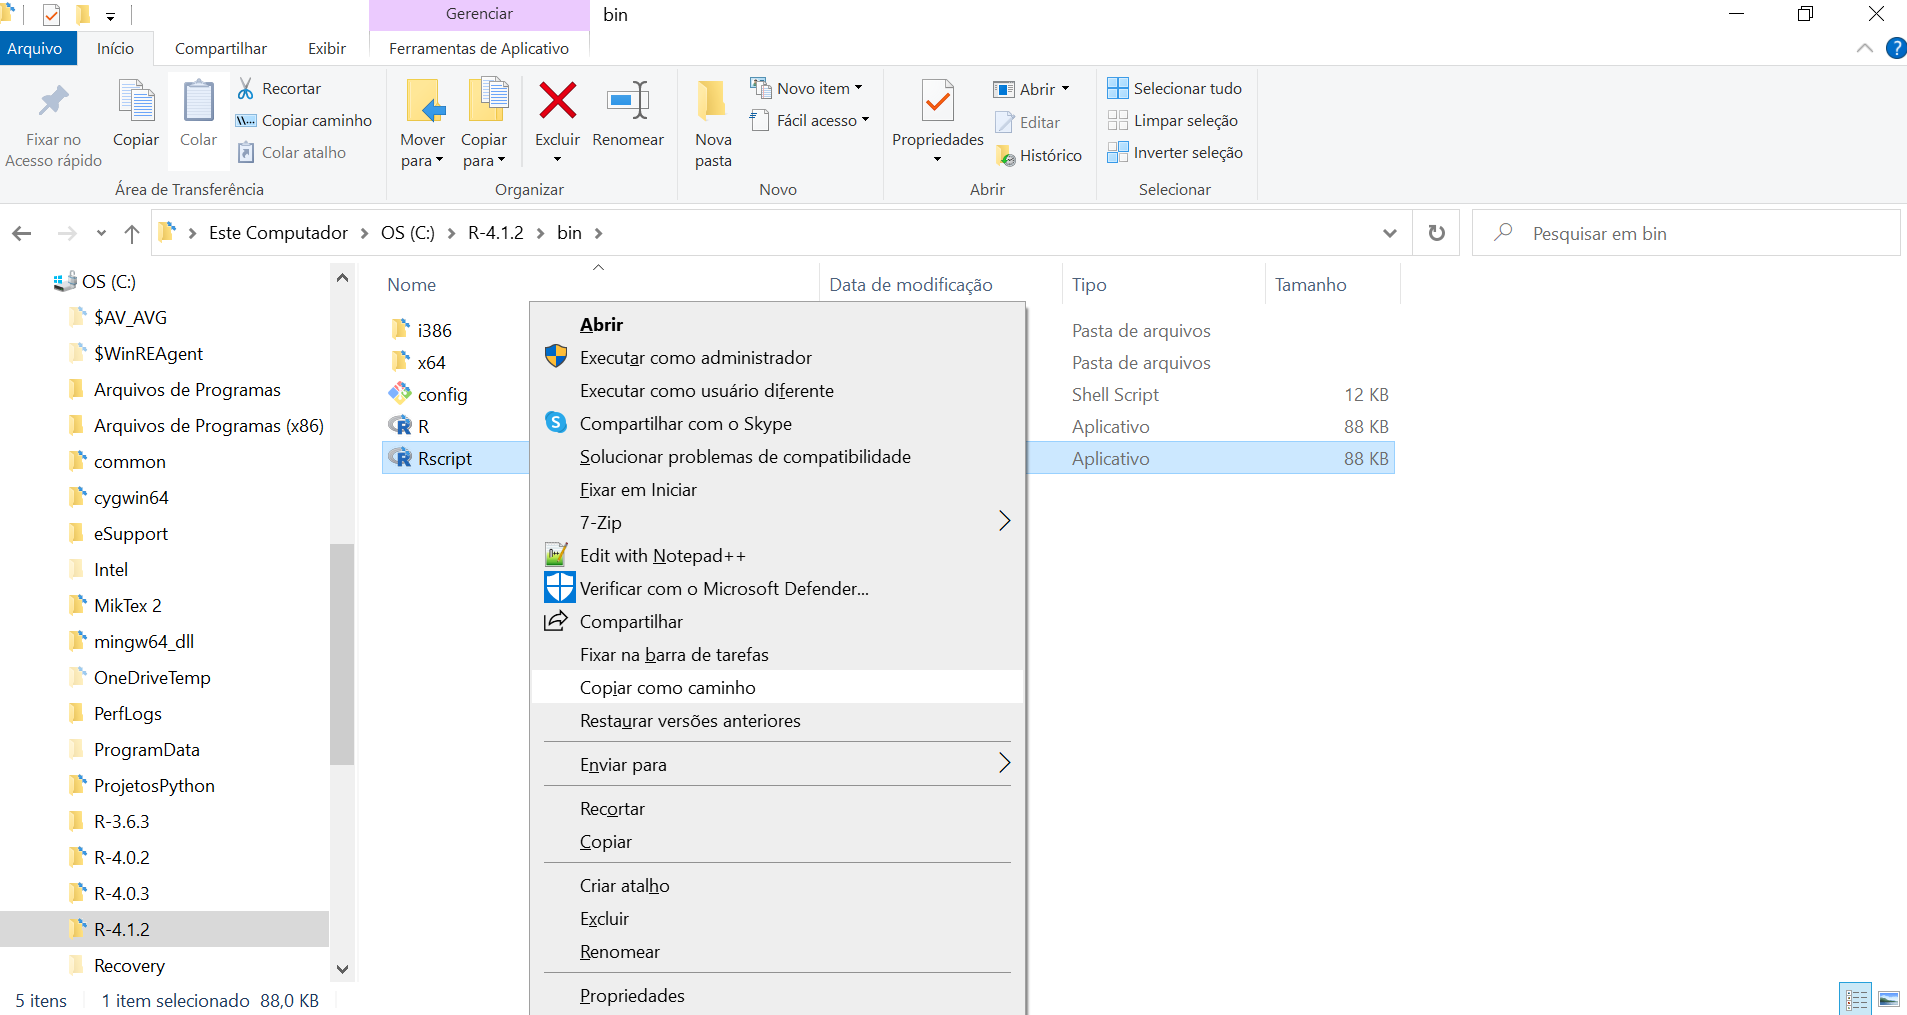 Gerenciar
bin
Arquivo
Início
Compartilhar
Exibir
Ferramentas de Aplicativo
?
Fixar no
Acesso rápido
Copiar
Colar
Recortar
Copiar caminho
Colar atalho
Área de Transferência
Mover
para
Copiar
para
Excluir
Renomear
Organizar
Nova
pasta
Novo item
Fácil acesso
Novo
Propriedades
Abrir
Editar
Histórico
Abrir
Selecionar tudo
Limpar seleção
Inverter seleção
Selecionar
Este Computador > OS (C:) > R-4.1.2 > bin >
Pesquisar em bin
OS (C:)
$AV_AVG
$WinREAgent
Arquivos de Programas
Arquivos de Programas (x86)
common
cygwin64
eSupport
Intel
MikTex 2
mingw64_dll
OneDriveTemp
PerfLogs
ProgramData
ProjetosPython
R-3.6.3
R-4.0.2
R-4.0.3
R-4.1.2
Recovery
Nome
Data de modificação
Tipo
Tamanho
i386
Pasta de arquivos
x64
Pasta de arquivos
config
Shell Script
12 KB
R
Aplicativo
88 KB
Rscript
Aplicativo
88 KB
Abrir
Executar como administrador
Executar como usuário diferente
Compartilhar com o Skype
Solucionar problemas de compatibilidade
Fixar em Iniciar
7-Zip
Edit with Notepad++
Verificar com o Microsoft Defender...
Compartilhar
Fixar na barra de tarefas
Copiar como caminho
Restaurar versões anteriores
Enviar para
Recortar
Copiar
Criar atalho
Excluir
Renomear
Propriedades
5 itens
1 item selecionado 88,0 KB